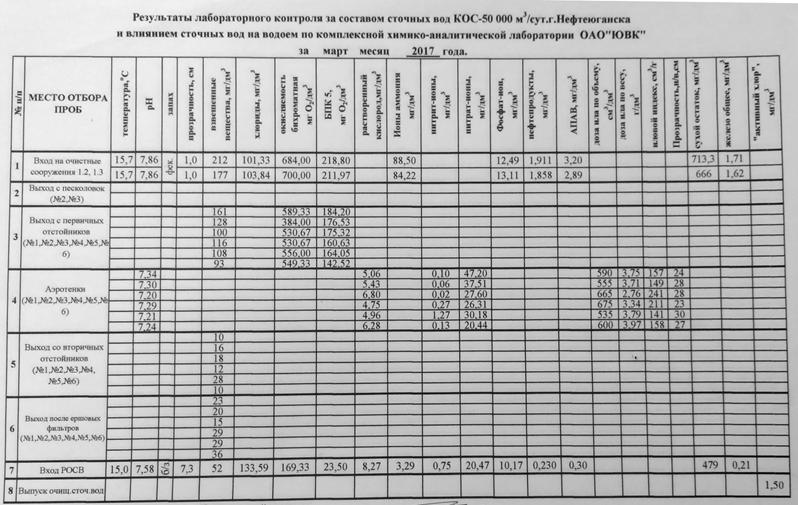 Результаты лабораторного контроля за составом сточных вод КОС-50 000 м³/сут.г.Нефтеюганска
и влиянием сточных вод на водоем по комплексной химико-аналитической лаборатории ОАО"ЮВК"
за март месяц 2017 года.
№ п/п МЕСТО ОТБОРА ПРОБ температура,°С рН запах прозрачность, см взвешенные вещества, мг/дм³ хлориды, мг/дм³ окисляемость бихроматная мг О₂/дм³ БПК 5, мг О₂/дм³ растворенный кислород,мг/дм³ Ионы аммония мг/дм³ нитрит-ионы, мг/дм³ нитрат-ионы, мг/дм³ Фосфат-ион, мг/дм³ нефтепродукты, мг/дм³ АПАВ, мг/дм³ доза ила по объему, см³/дм³ доза ила по весу, г/дм³ иловой индекс, см³/г Прозрачность,н/в,см сухой остаток, мг/дм³ железо общее, мг/дм³ "активный хлор", мг/дм³
1 Вход на очистные сооружения 1.2, 1.3 фек.
15,7 7,86 1,0 212 101,33 684,00 218,80 88,50 12,49 1,911 3,20 713,3 1,71
15,7 7,86 1,0 177 103,84 700,00 211,97 84,22 13,11 1,858 2,89 666 1,62
2 Выход с песколовок
(№2,№3)
3 Выход с первичных
отстойников
(№1,№2,№3,№4,№5,№
6)
161 589,33 184,20
128 384,00 176,53
100 530,67 175,32
116 530,67 160,63
108 556,00 164,05
93 549,33 142,52
4 Аэротенки
(№1,№2,№3,№4,№5,№
6)
7,34 5,06 0,10 47,20 590 3,75 157 24
7,30 5,43 0,06 37,51 555 3,71 149 28
7,20 6,80 0,02 27,60 665 2,76 241 28
7,29 4,75 0,27 26,31 675 3,34 211 23
7,21 4,96 1,27 30,18 535 3,79 141 30
7,24 6,28 0,13 20,44 600 3,97 158 27
5 Выход со вторичных
отстойников
(№1,№2,№3,№4,
№5,№6)
10
16
18
12
28
10
6 Выход после ершовых
фильтров
(№1,№2,№3,№4,№5,№6)
23
20
15
29
29
36
7 Вход РОСВ 15,0 7,58 б/з 7,3 52 133,59 169,33 23,50 8,27 3,29 0,75 20,47 10,17 0,230 0,30 479 0,21
8 Выпуск очищ.сточ.вод 1,50